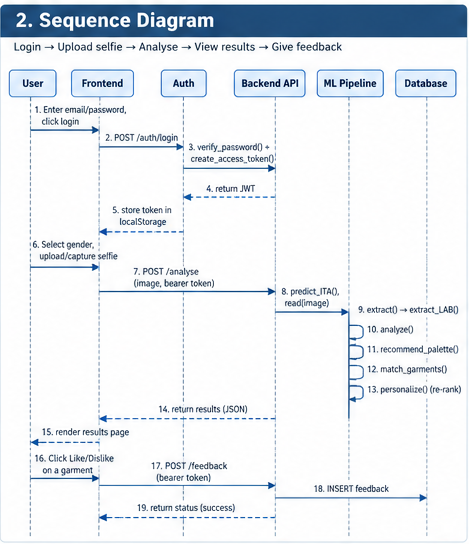 2. Sequence Diagram
Login → Upload selfie → Analyse → View results → Give feedback
User
Frontend
Auth
Backend API
ML Pipeline
Database
1. Enter email/password,
click login
2. POST /auth/login
3. verify_password() +
create_access_token()
4. return JWT
5. store token in
localStorage
6. Select gender,
upload/capture selfie
7. POST /analyse
(image, bearer token)
8. predict_ITA(),
read(image)
9. extract() → extract_LAB()
10. analyze()
11. recommend_palette()
12. match_garments()
13. personalize() (re-rank)
14. return results (JSON)
15. render results page
16. Click Like/Dislike
on a garment
17. POST /feedback
(bearer token)
18. INSERT feedback
19. return status (success)